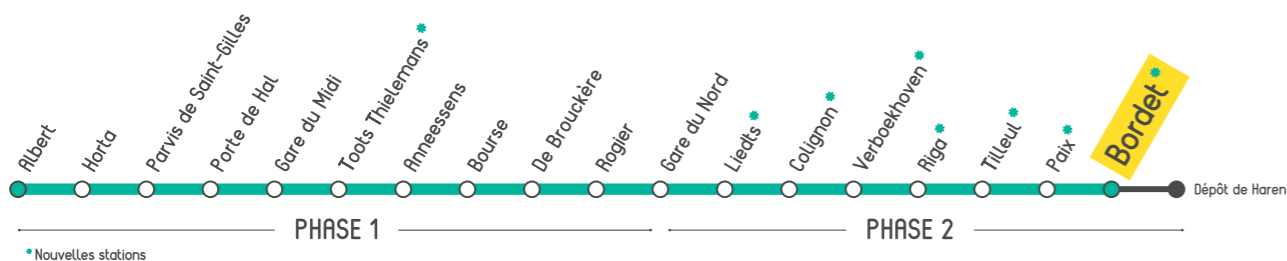 Albert
Horta
Parvis de Saint-Gilles
Porte de Hal
Gare du Midi
Toots Thielemans*
Anneessens
Bourse
De Brouckère
Rogier
Gare du Nord
Liedts*
Colignon*
Verboekhoven*
Riga*
Tilleul*
Paix*
Bordet*
Dépôt de Haren
PHASE 1
PHASE 2
* Nouvelles stations